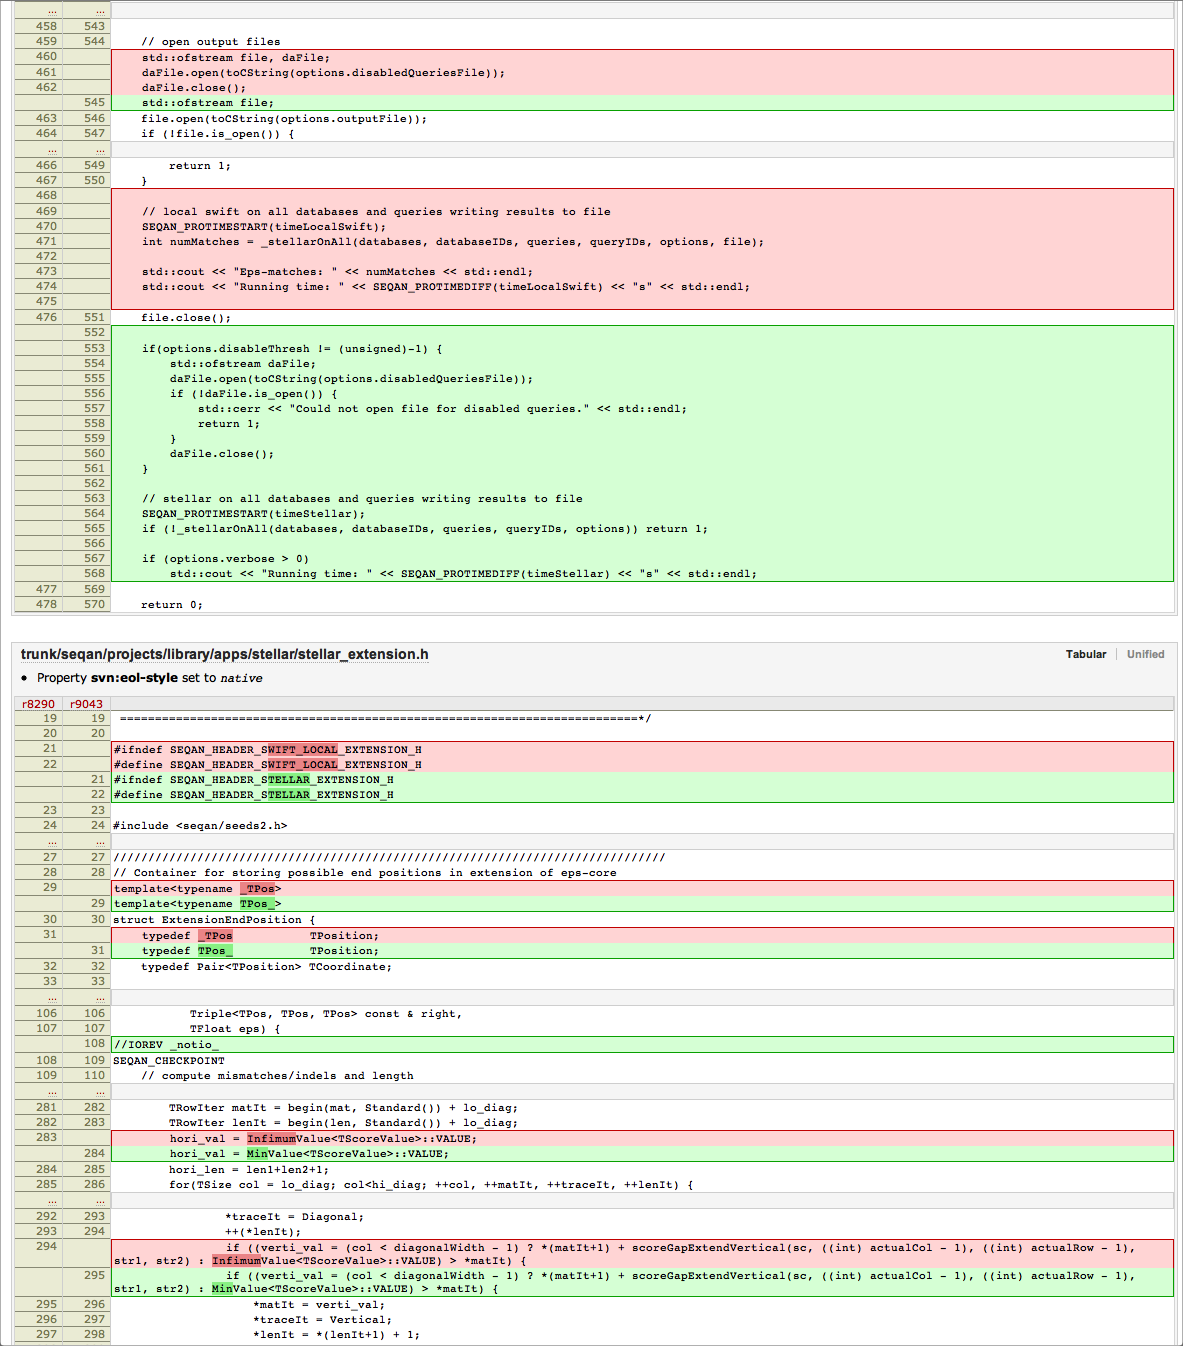 ... ...
458 543
459 544 // open output files
460 std::ofstream file, daFile;
461 daFile.open(toCString(options.disabledQueriesFile));
462 daFile.close();
545 std::ofstream file;
463 546 file.open(toCString(options.outputFile));
464 547 if (!file.is_open()) {
... ...
466 549 return 1;
467 550 }
468
469 // local swift on all databases and queries writing results to file
470 SEQAN_PROTIMESTART(timeLocalSwift);
471 int numMatches = _stellarOnAll(databases, databaseIDs, queries, queryIDs, options, file);
472
473 std::cout << "Eps-matches: " << numMatches << std::endl;
474 std::cout << "Running time: " << SEQAN_PROTIMEDIFF(timeLocalSwift) << "s" << std::endl;
475
476 551 file.close();
552
553 if(options.disableThresh != (unsigned)-1) {
554 std::ofstream daFile;
555 daFile.open(toCString(options.disabledQueriesFile));
556 if (!daFile.is_open()) {
557 std::cerr << "Could not open file for disabled queries." << std::endl;
558 return 1;
559 }
560 daFile.close();
561 }
562
563 // stellar on all databases and queries writing results to file
564 SEQAN_PROTIMESTART(timeStellar);
565 if (!_stellarOnAll(databases, databaseIDs, queries, queryIDs, options)) return 1;
566
567 if (options.verbose > 0)
568 std::cout << "Running time: " << SEQAN_PROTIMEDIFF(timeStellar) << "s" << std::endl;
477 569
478 570 return 0;
trunk/seqan/projects/library/apps/stellar/stellar_extension.h Tabular Unified
• Property svn:eol-style set to native
r8290 r9043
19 19 ==========================================================================*/
20 20
21 #ifndef SEQAN_HEADER_SWIFT_LOCAL_EXTENSION_H
22 #define SEQAN_HEADER_SWIFT_LOCAL_EXTENSION_H
21 #ifndef SEQAN_HEADER_STELLAR_EXTENSION_H
22 #define SEQAN_HEADER_STELLAR_EXTENSION_H
23 23
24 24 #include <seqan/seeds2.h>
... ...
27 27 ///////////////////////////////////////////////////////////////////////////////
28 28 // Container for storing possible end positions in extension of eps-core
29 template<typename _TPos>
29 template<typename TPos_>
30 30 struct ExtensionEndPosition {
31 typedef _TPos TPosition;
31 typedef TPos_ TPosition;
32 32 typedef Pair<TPosition> TCoordinate;
33 33
... ...
106 106 Triple<TPos, TPos, TPos> const & right,
107 107 TFloat eps) {
108 //IOREV _notio_
108 109 SEQAN_CHECKPOINT
109 110 // compute mismatches/indels and length
... ...
281 282 TRowIter matIt = begin(mat, Standard()) + lo_diag;
282 283 TRowIter lenIt = begin(len, Standard()) + lo_diag;
283 hori_val = InfimumValue<TScoreValue>::VALUE;
284 hori_val = MinValue<TScoreValue>::VALUE;
284 285 hori_len = len1+len2+1;
285 286 for(TSize col = lo_diag; col<hi_diag; ++col, ++matIt, ++traceIt, ++lenIt) {
... ...
292 293 *traceIt = Diagonal;
293 294 ++(*lenIt);
294 if ((verti_val = (col < diagonalWidth - 1) ? *(matIt+1) + scoreGapExtendVertical(sc, ((int) actualCol - 1), ((int) actualRow - 1),
str1, str2) : InfimumValue<TScoreValue>::VALUE) > *matIt) {
295 if ((verti_val = (col < diagonalWidth - 1) ? *(matIt+1) + scoreGapExtendVertical(sc, ((int) actualCol - 1), ((int) actualRow - 1),
str1, str2) : MinValue<TScoreValue>::VALUE) > *matIt) {
295 296 *matIt = verti_val;
296 297 *traceIt = Vertical;
297 298 *lenIt = *(lenIt+1) + 1;